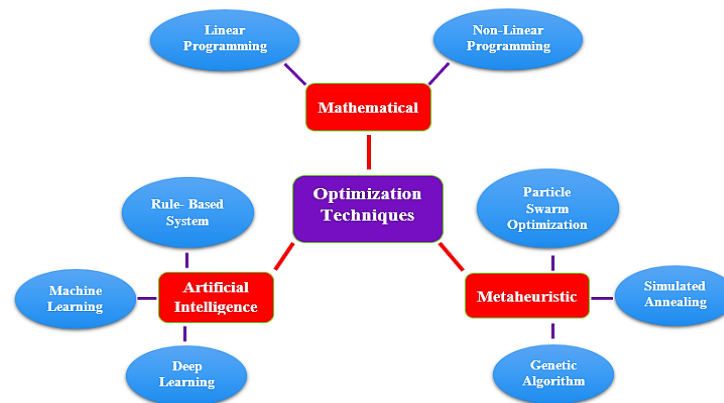 Linear
Programming
Non-Linear
Programming
Mathematical
Optimization
Techniques
Rule- Based
System
Machine
Learning
Artificial
Intelligence
Deep
Learning
Particle
Swarm
Optimization
Metaheuristic
Simulated
Annealing
Genetic
Algorithm